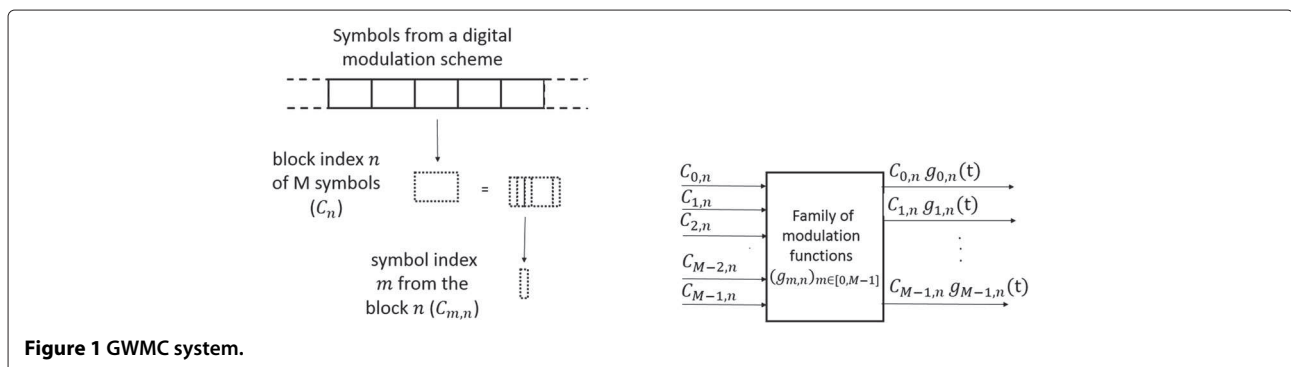 Symbols from a digital
modulation scheme
block index n
of M symbols
(C_n)
=
symbol index
m from the
block n (C_{m,n})
C_{0,n}
C_{1,n}
C_{2,n}
C_{M−2,n}
C_{M−1,n}
Family of
modulation
functions
(g_{m,n})_{m∈[0,M−1]}
C_{0,n} g_{0,n}(t)
C_{1,n} g_{1,n}(t)
C_{M−1,n} g_{M−1,n}(t)
Figure 1 GWMC system.